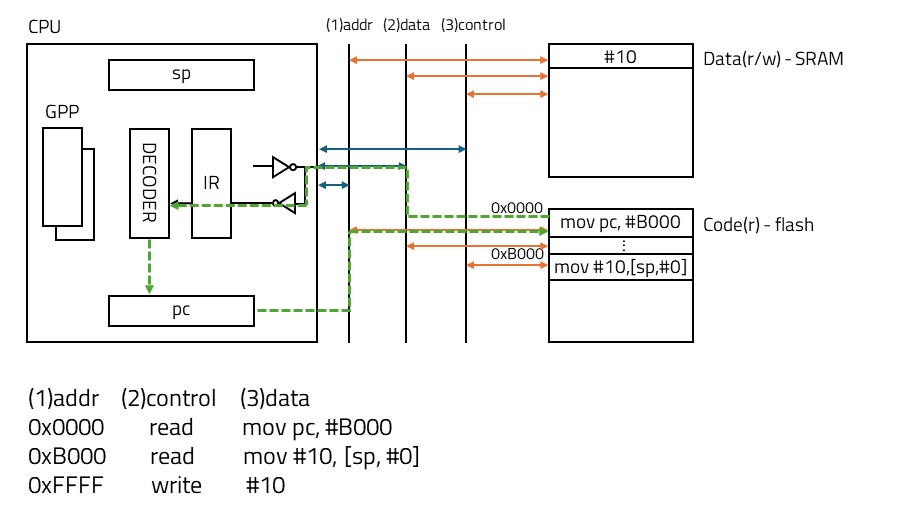 CPU
(1)addr (2)data (3)control
sp
#10
Data(r/w) - SRAM
GPP
DECODER
IR
0x0000
mov pc, #B000
Code(r) - flash
⋮
0xB000
mov #10,[sp,#0]
pc
(1)addr (2)control (3)data
0x0000 read mov pc, #B000
0xB000 read mov #10, [sp, #0]
0xFFFF write #10